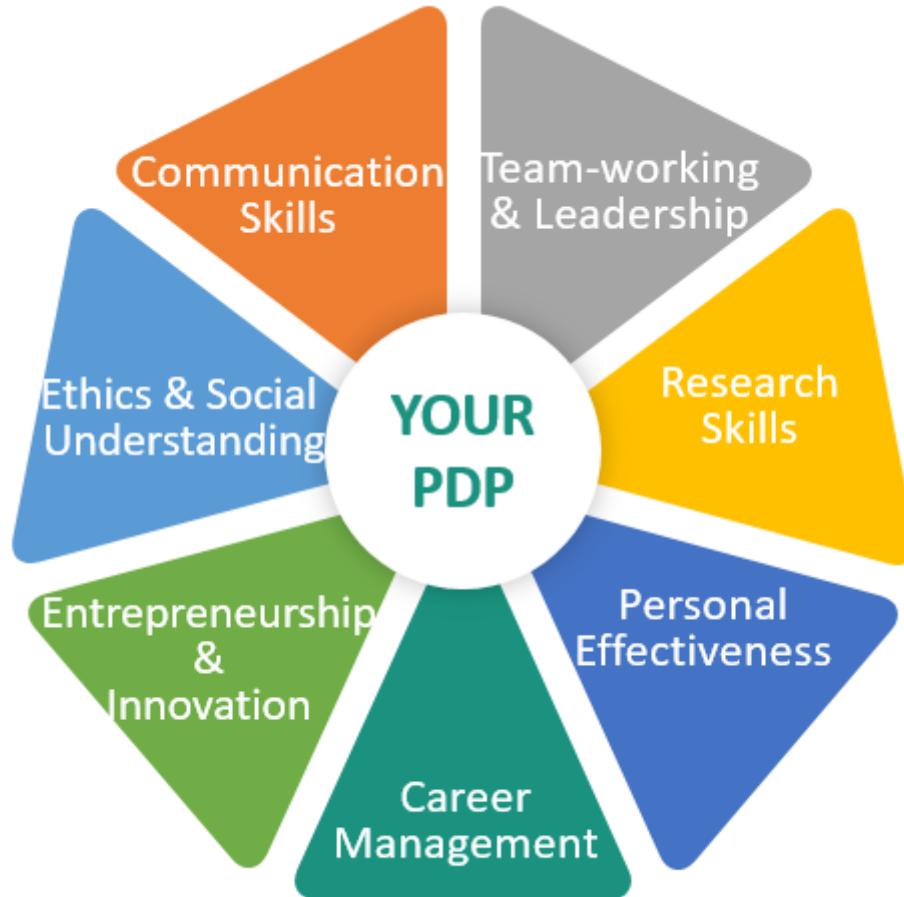 Communication
Skills
Team-working
& Leadership
Research
Skills
Personal
Effectiveness
Career
Management
Entrepreneurship
&
Innovation
Ethics & Social
Understanding
YOUR
PDP